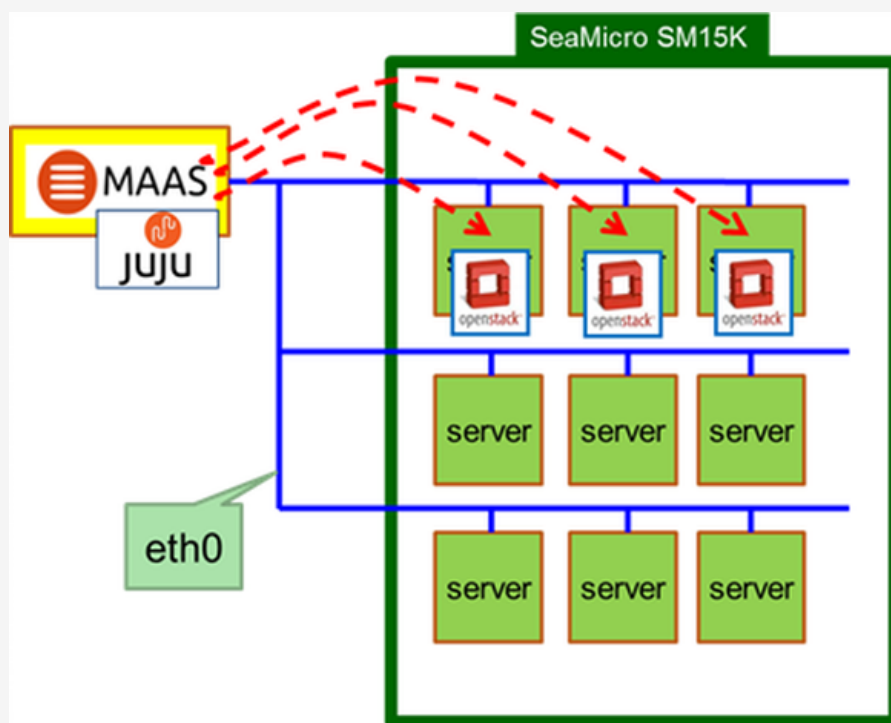 SeaMicro SM15K
MAAS
juju
openstack
openstack
openstack
server
server
server
eth0
server
server
server